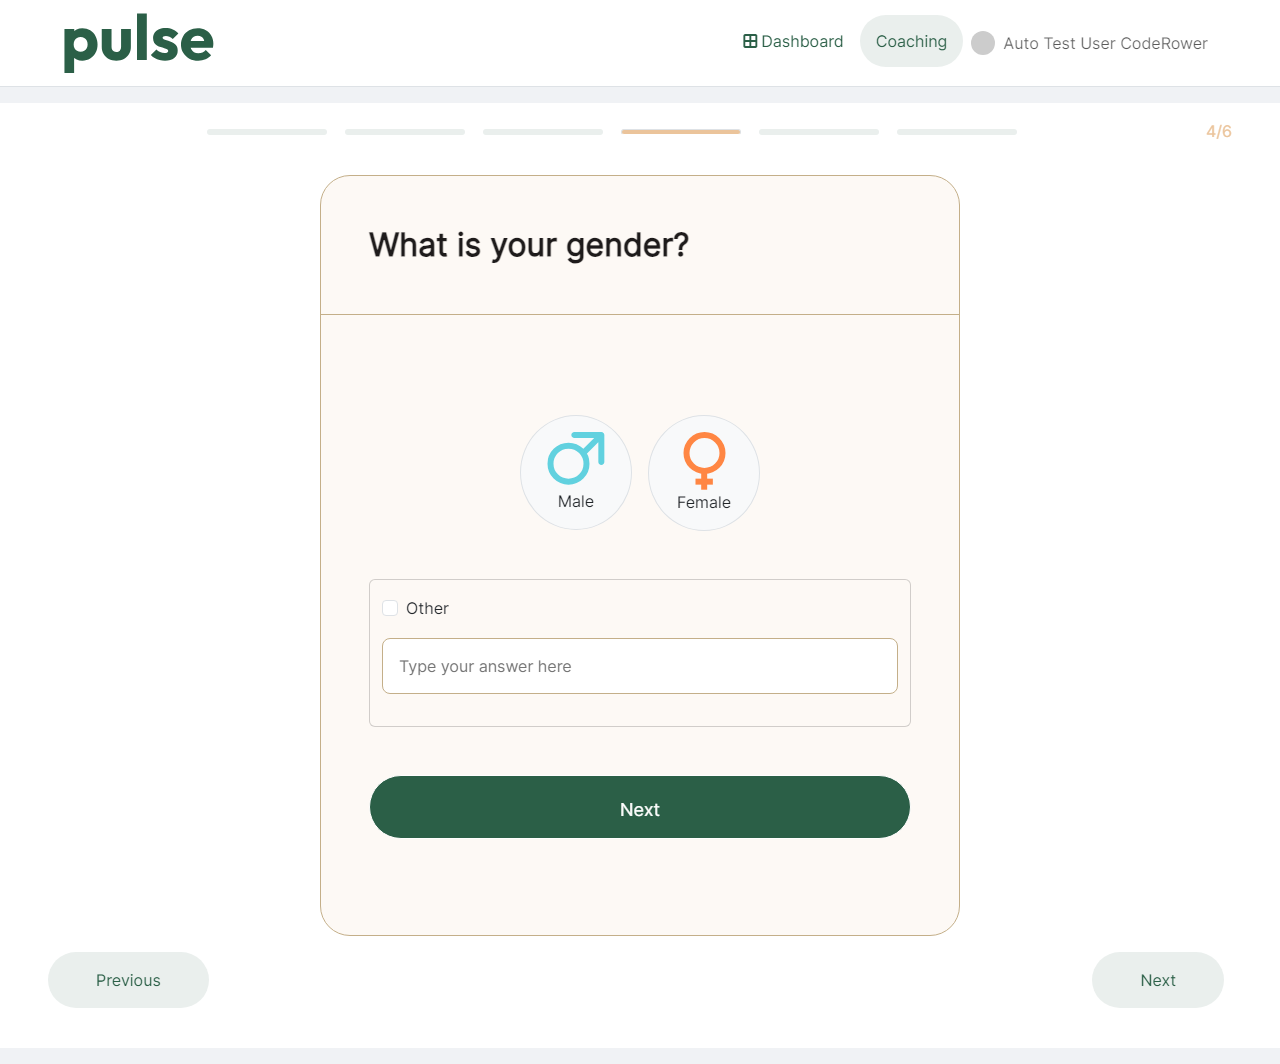 pulse
Dashboard
Coaching
Auto Test User CodeRower
4/6
What is your gender?
Male
Female
Other
Type your answer here
Next
Previous
Next